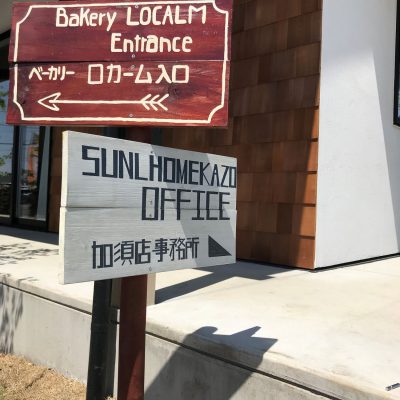 Bakery LOCALM
Entrance
ベーカリー ロカーム入口
SUNLHOMEKAZO
OFFICE
加須店事務所